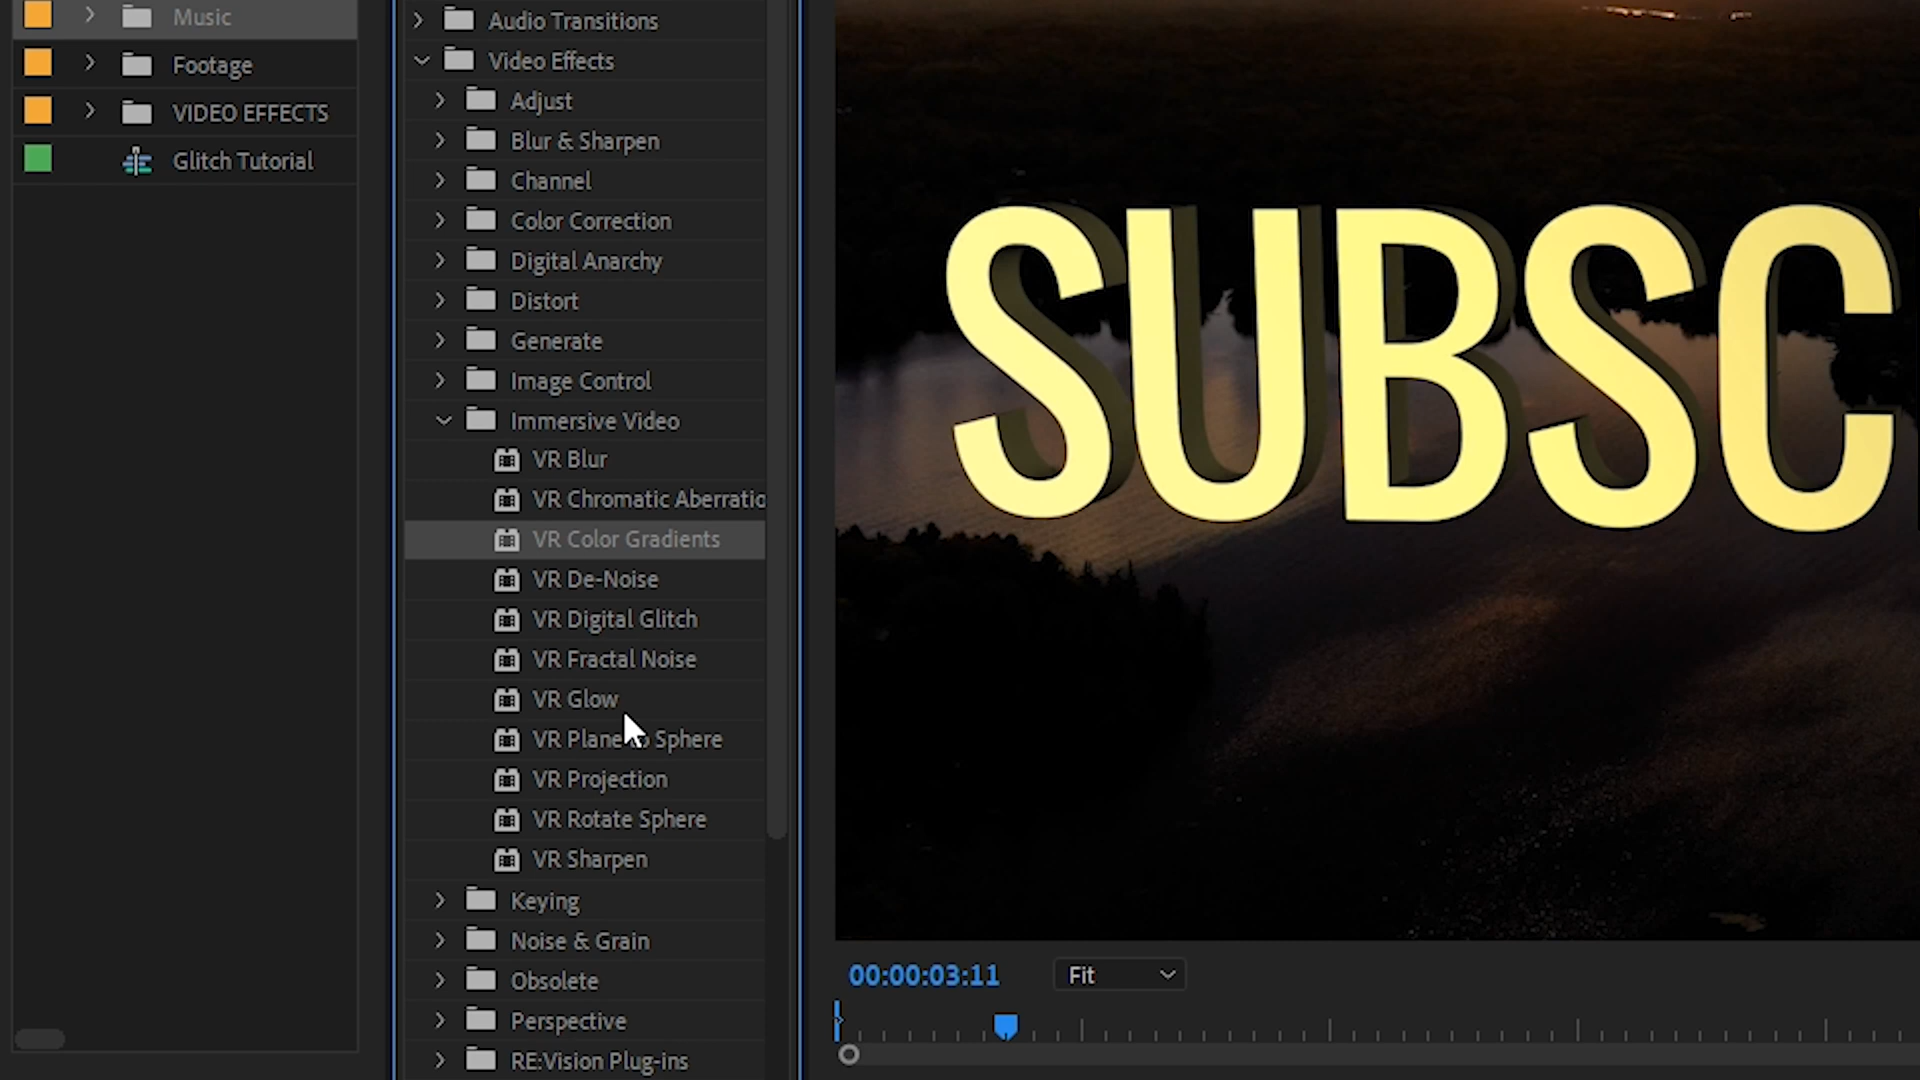 Music
Footage
VIDEO EFFECTS
Glitch Tutorial
Audio Transitions
Video Effects
Adjust
Blur & Sharpen
Channel
Color Correction
Digital Anarchy
Distort
Generate
Image Control
Immersive Video
VR Blur
VR Chromatic Aberratio
VR Color Gradients
VR De-Noise
VR Digital Glitch
VR Fractal Noise
VR Glow
VR Plane to Sphere
VR Projection
VR Rotate Sphere
VR Sharpen
Keying
Noise & Grain
Obsolete
Perspective
RE:Vision Plug-ins
SUBSC
00:00:03:11
Fit